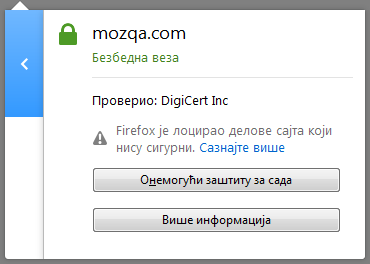 mozqa.com
Безбедна веза
Проверио: DigiCert Inc
Firefox је лоцирао делове сајта који
нису сигурни. Сазнајте више
Онемогући заштиту за сада
Више информација